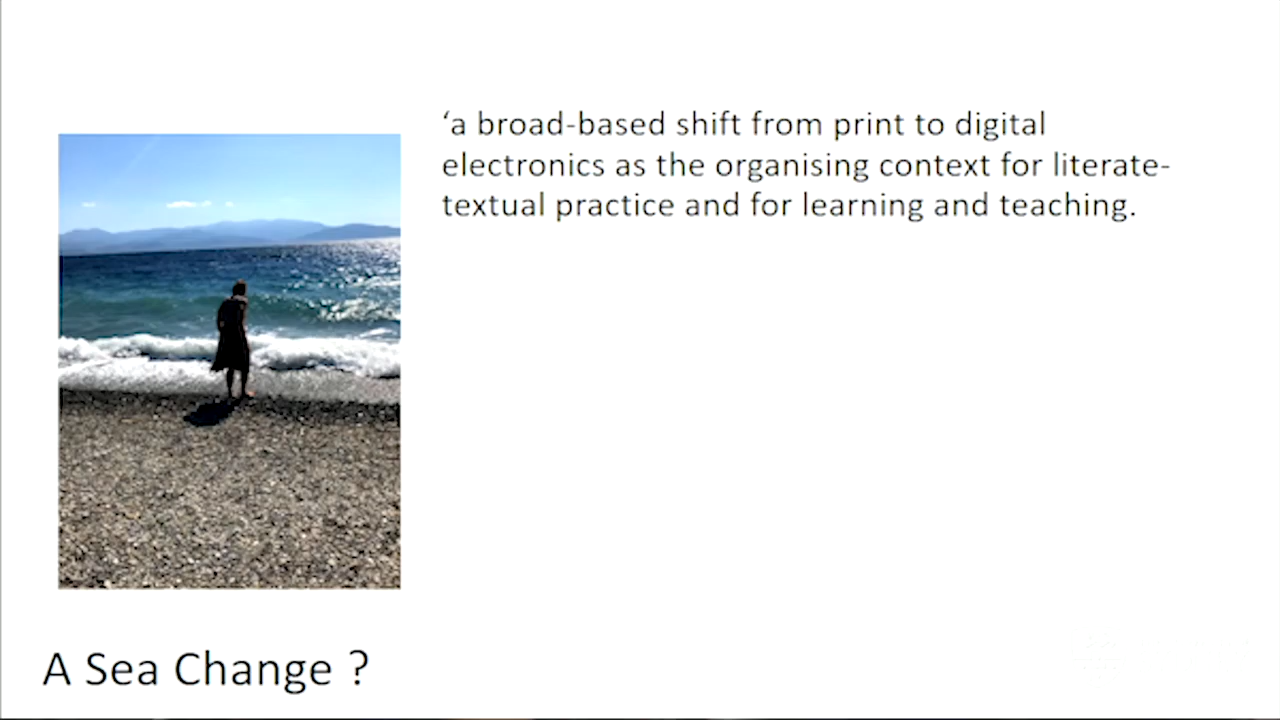 ‘a broad-based shift from print to digital
electronics as the organising context for literate-
textual practice and for learning and teaching.
A Sea Change ?